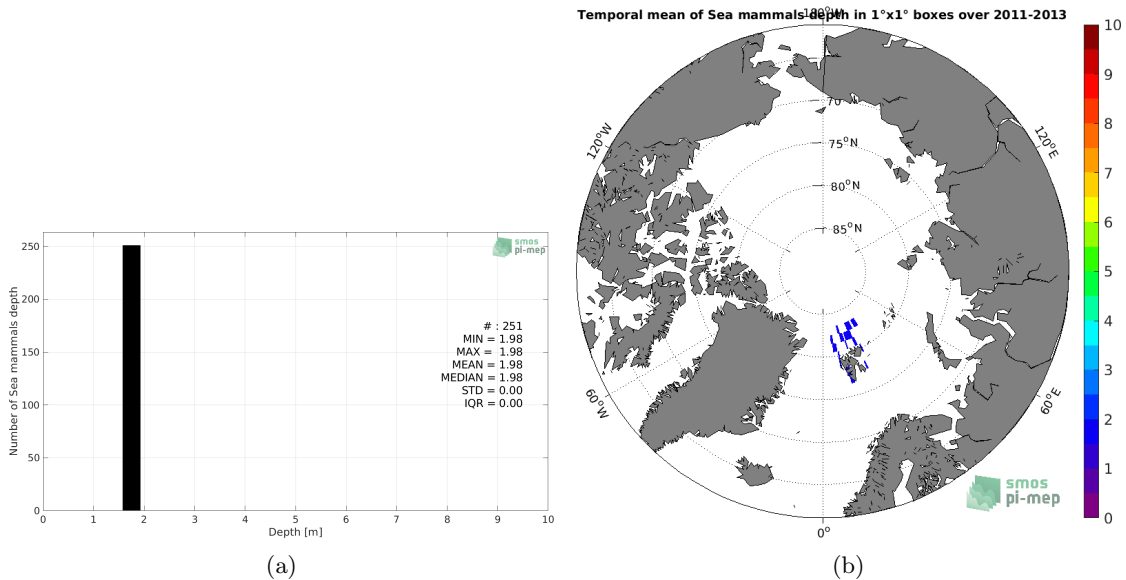 Temporal mean of Sea mammals depth in 1°x1° boxes over 2011-2013
180°W
10
9
8
7
6
5
4
3
2
1
0
70°N
75°N
80°N
85°N
120°W
120°E
60°W
60°E
0°
smos
pi-mep
250
200
150
100
50
0
Number of Sea mammals depth
smos
pi-mep
# : 251
MIN = 1.98
MAX = 1.98
MEAN = 1.98
MEDIAN = 1.98
STD = 0.00
IQR = 0.00
0 1 2 3 4 5 6 7 8 9 10
Depth [m]
(a)
(b)